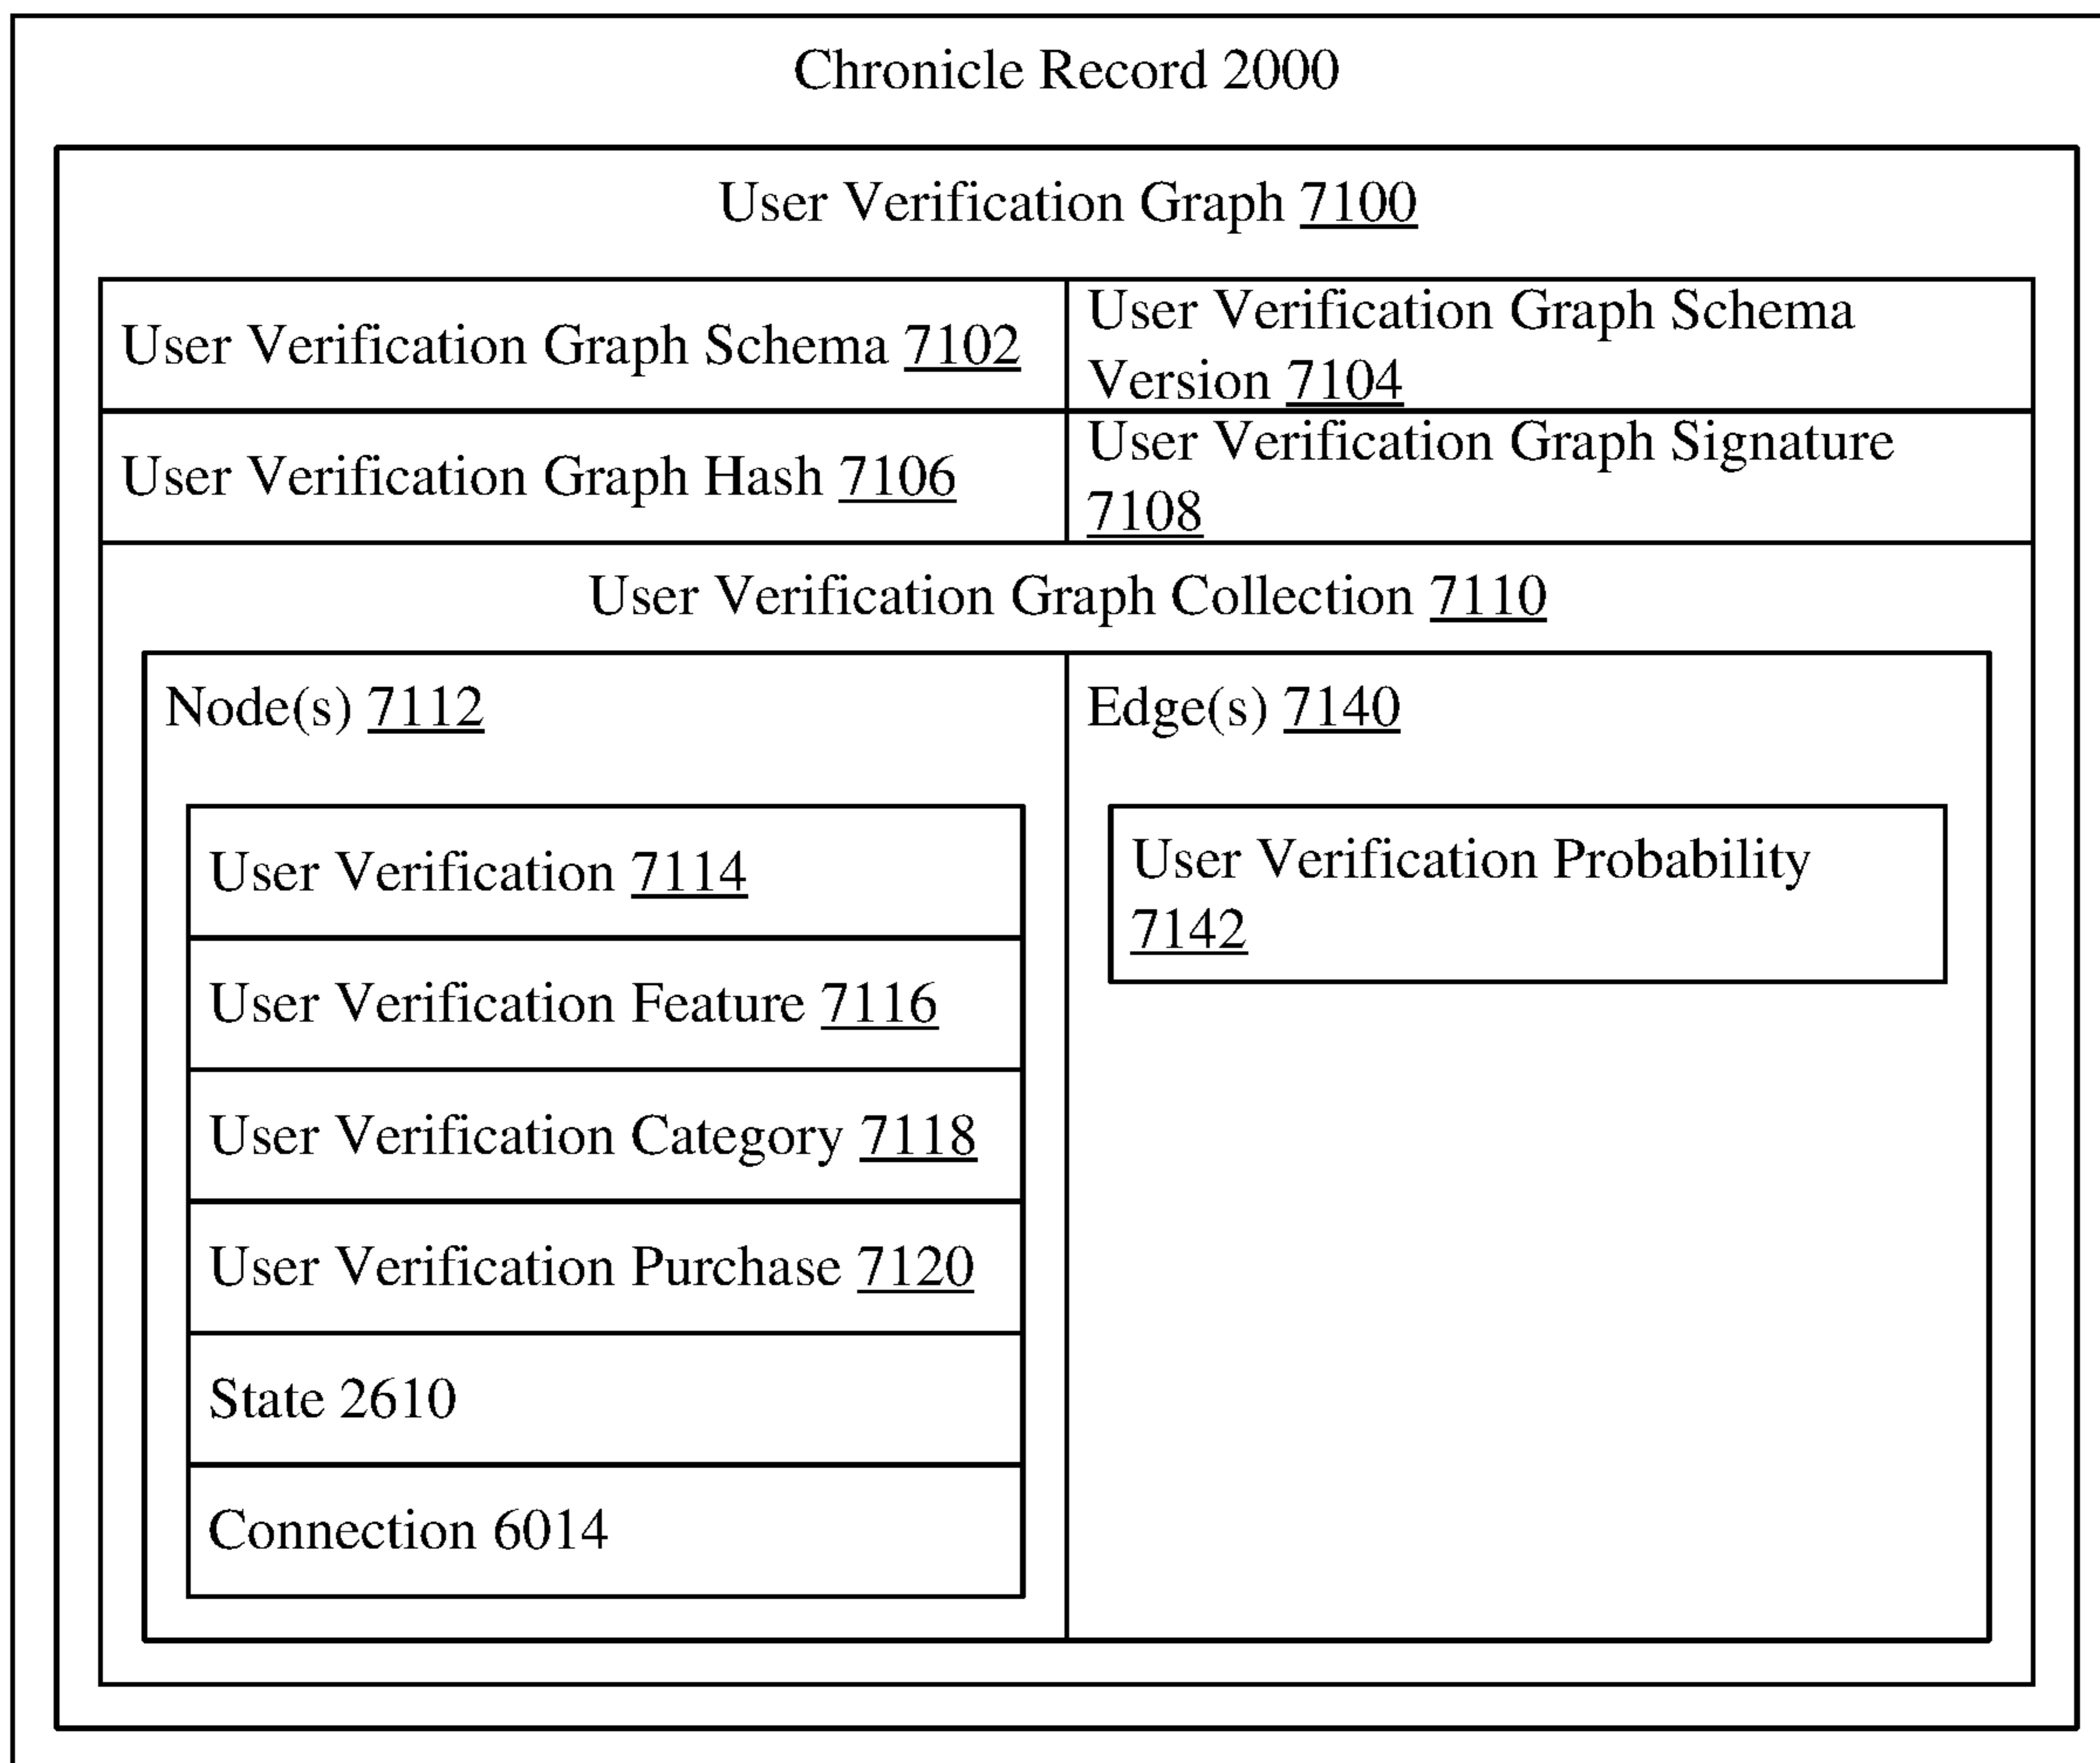 Chronicle Record 2000
User Verification Graph 7100
User Verification Graph Schema 7102
User Verification Graph Schema
Version 7104
User Verification Graph Hash 7106
User Verification Graph Signature
7108
User Verification Graph Collection 7110
Node(s) 7112
User Verification 7114
User Verification Feature 7116
User Verification Category 7118
User Verification Purchase 7120
State 2610
Connection 6014
Edge(s) 7140
User Verification Probability
7142